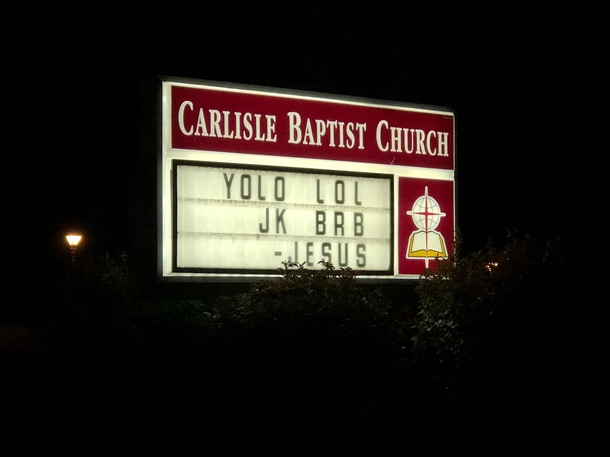 CARLISLE BAPTIST CHURCH
YOLO LOL
JK BRB
-JESUS